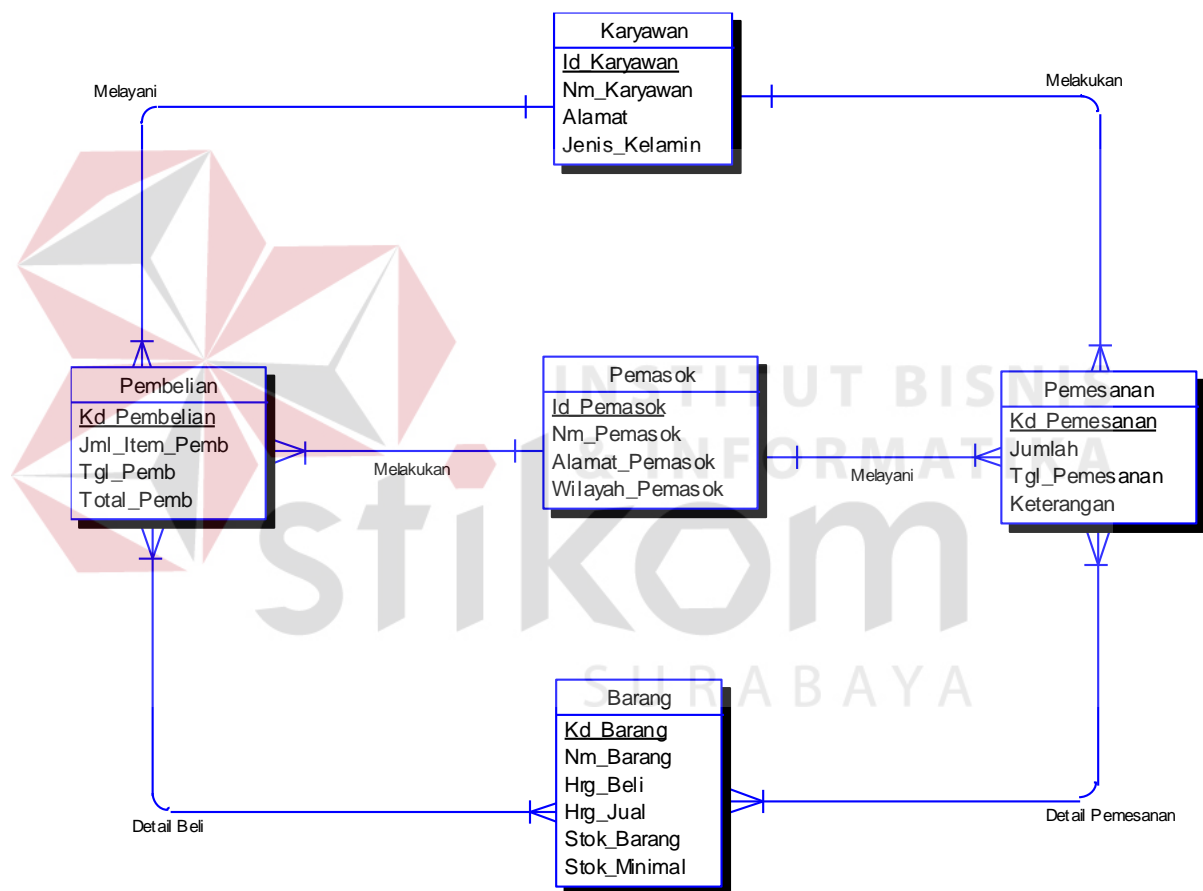 Karyawan
Id_Karyawan
Nm_Karyawan
Alamat
Jenis_Kelamin
Melayani
Melakukan
Pembelian
Kd_Pembelian
Jml_Item_Pemb
Tgl_Pemb
Total_Pemb
Melakukan
Pemasok
Id_Pemasok
Nm_Pemasok
Alamat_Pemasok
Wilayah_Pemasok
Melayani
Pemesanan
Kd_Pemesanan
Jumlah
Tgl_Pemesanan
Keterangan
INSTITUT BISNIS
& INFORMATIKA
stikom
SURABAYA
Barang
Kd_Barang
Nm_Barang
Hrg_Beli
Hrg_Jual
Stok_Barang
Stok_Minimal
Detail Beli
Detail Pemesanan